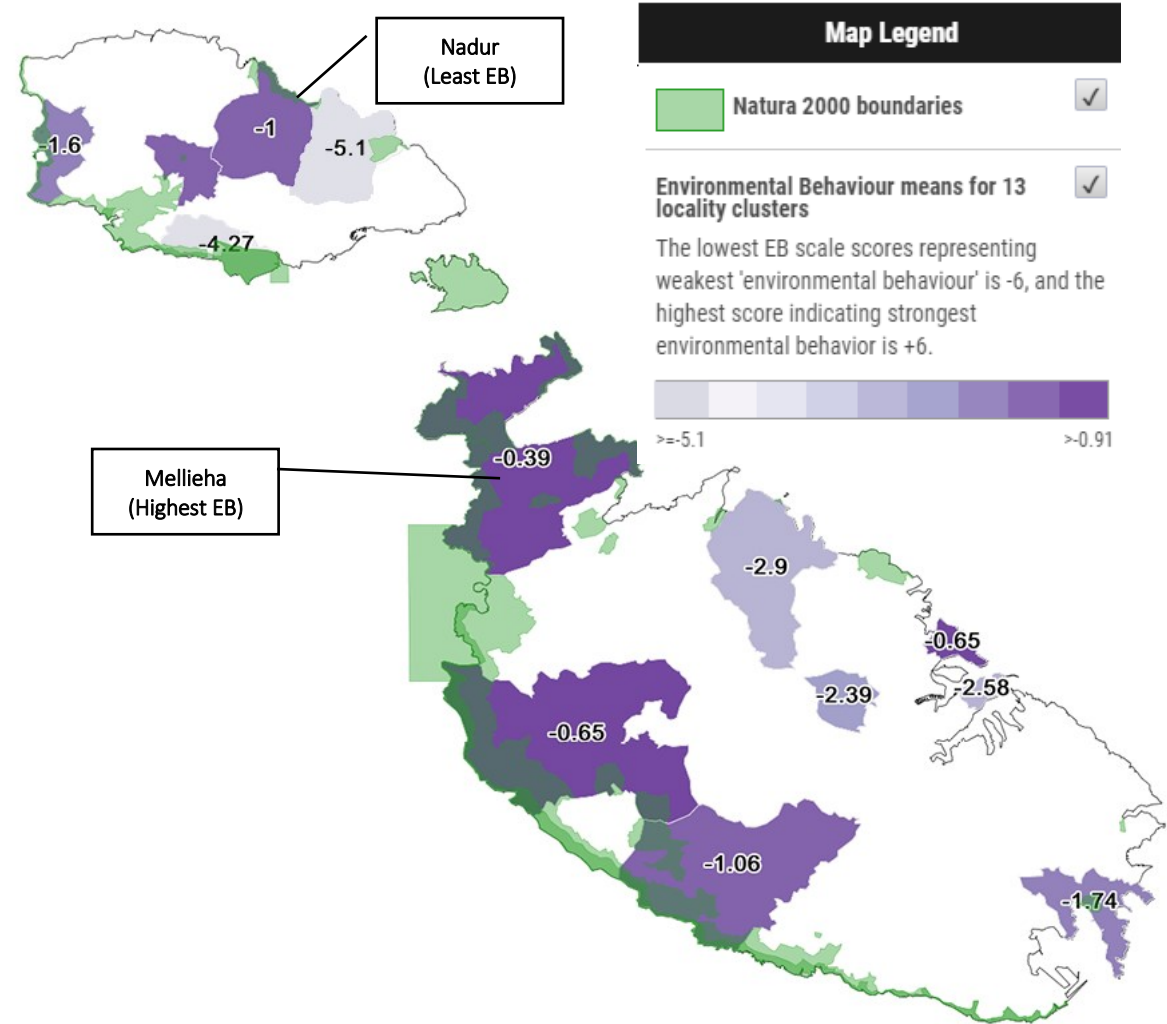 Map Legend
Nadur
(Least EB)
Natura 2000 boundaries
-1
-1.6
-5.1
Environmental Behaviour means for 13
locality clusters
-4.27
The lowest EB scale scores representing
weakest 'environmental behaviour' is -6, and the
highest score indicating strongest
environmental behavior is +6.
>=-5.1
>-0.91
-0.39
Mellieha
(Highest EB)
-2.9
-0.65
-2.39
-2.58
-0.65
-1.06
-1.74